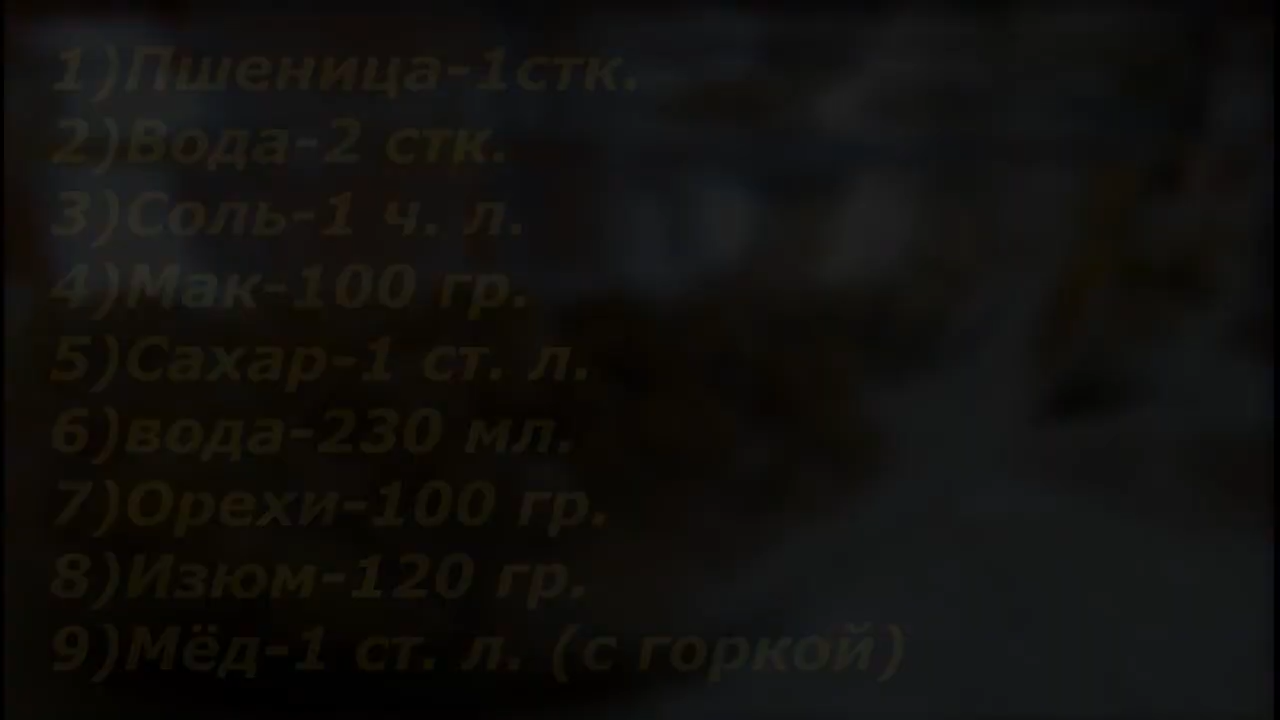 1)Пшеница-1стк.
2)Вода-2 стк.
3)Соль-1 ч. л.
4)Мак-100 гр.
5)Сахар-1 ст. л.
6)вода-230 мл.
7)Орехи-100 гр.
8)Изюм-120 гр.
9)Мёд-1 ст. л. (с горкой)